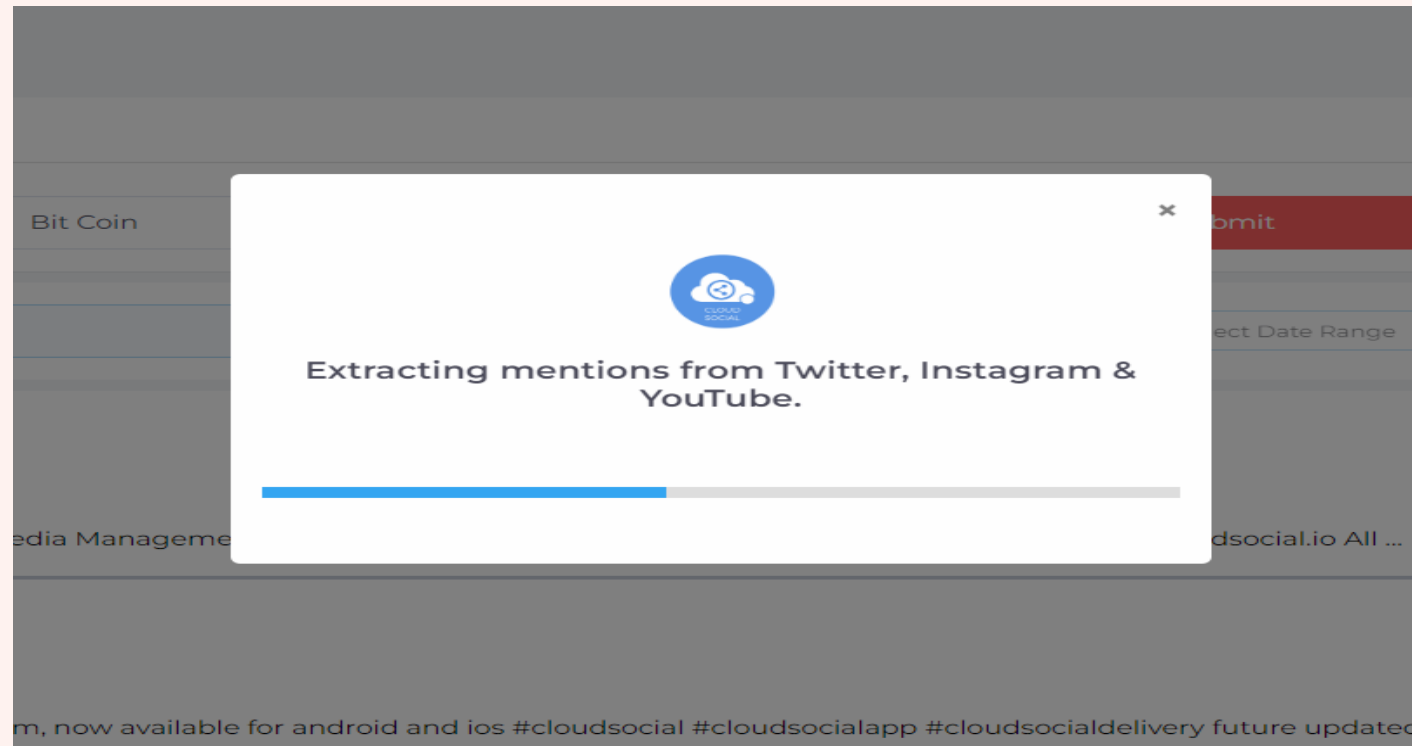 Bit Coin
×
bmit
CLOUD
SOCIAL
ect Date Range
Extracting mentions from Twitter, Instagram &
YouTube.
edia Manageme
dsocial.io All ...
m, now available for android and ios #cloudsocial #cloudsocialapp #cloudsocialdelivery future updated